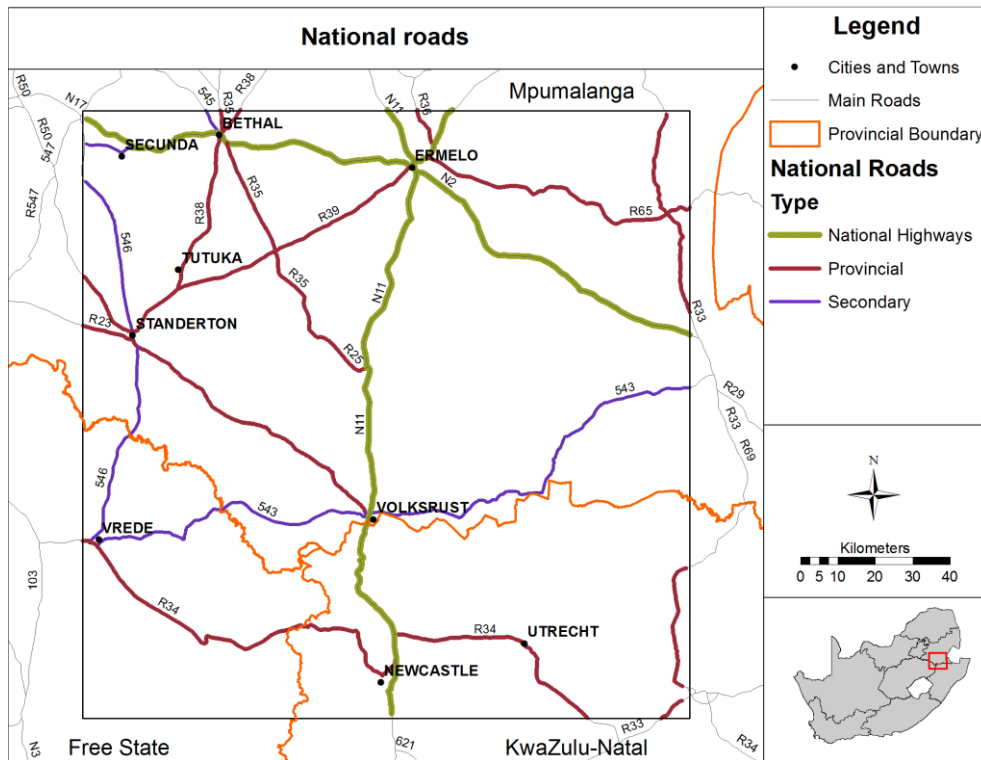 National roads
Legend
Cities and Towns
Main Roads
Provincial Boundary
National Roads
Type
National Highways
Provincial
Secondary
N
Kilometers
0 5 10 20 30 40
Mpumalanga
R50
N17
R50
547
R547
545
R35
R38
N11
R36
BETHAL
SECUNDA
ERMELO
N2
R35
R38
R39
R65
546
TUTUKA
R35
N11
R33
R23
STANDERTON
R25
543
R29
R33
R69
N11
546
543
VOLKSRUST
VREDE
103
R34
R34
UTRECHT
NEWCASTLE
N3
Free State
621
KwaZulu-Natal
R33
R34